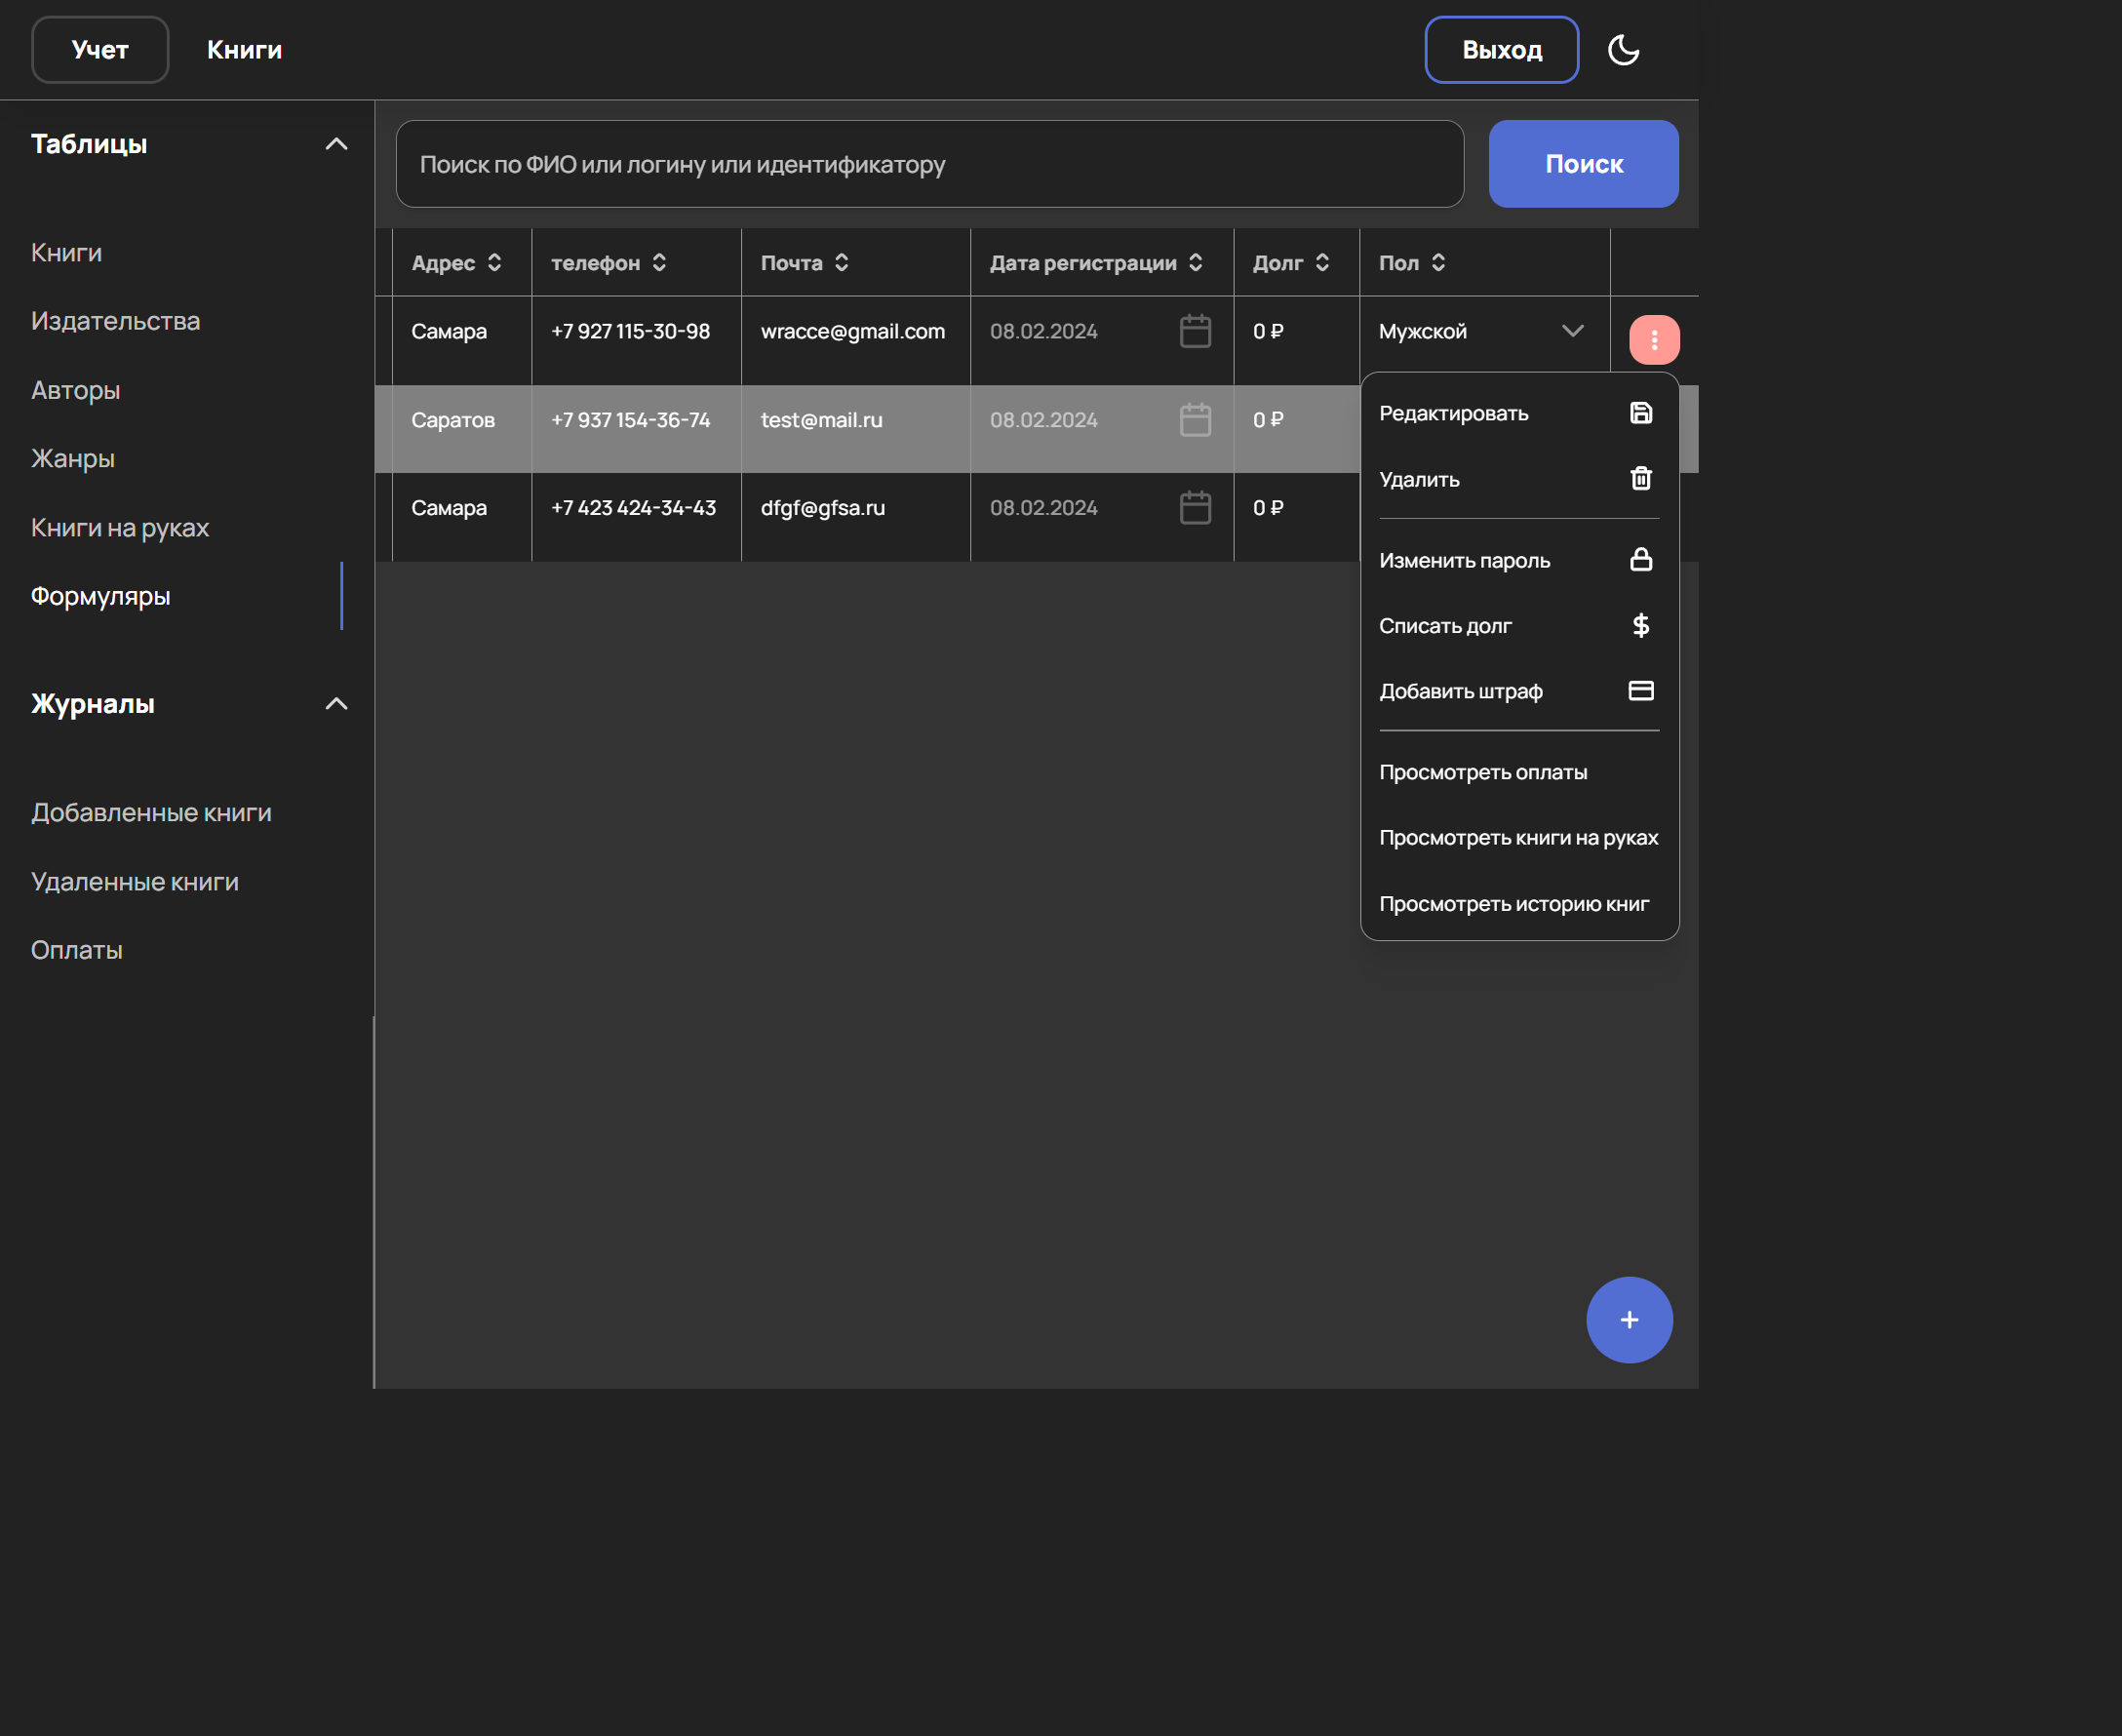 Учет
Книги
Выход
Таблицы
Книги
Издательства
Авторы
Жанры
Книги на руках
Формуляры
Журналы
Добавленные книги
Удаленные книги
Оплаты
Поиск по ФИО или логину или идентификатору
Поиск
Адрес телефон Почта Дата регистрации Долг Пол
Самара +7 927 115-30-98 wracce@gmail.com 08.02.2024 0 ₽ Мужской
Саратов +7 937 154-36-74 test@mail.ru 08.02.2024 0 ₽
Самара +7 423 424-34-43 dfgf@gfsa.ru 08.02.2024 0 ₽
Редактировать
Удалить
Изменить пароль
Списать долг
Добавить штраф
Просмотреть оплаты
Просмотреть книги на руках
Просмотреть историю книг